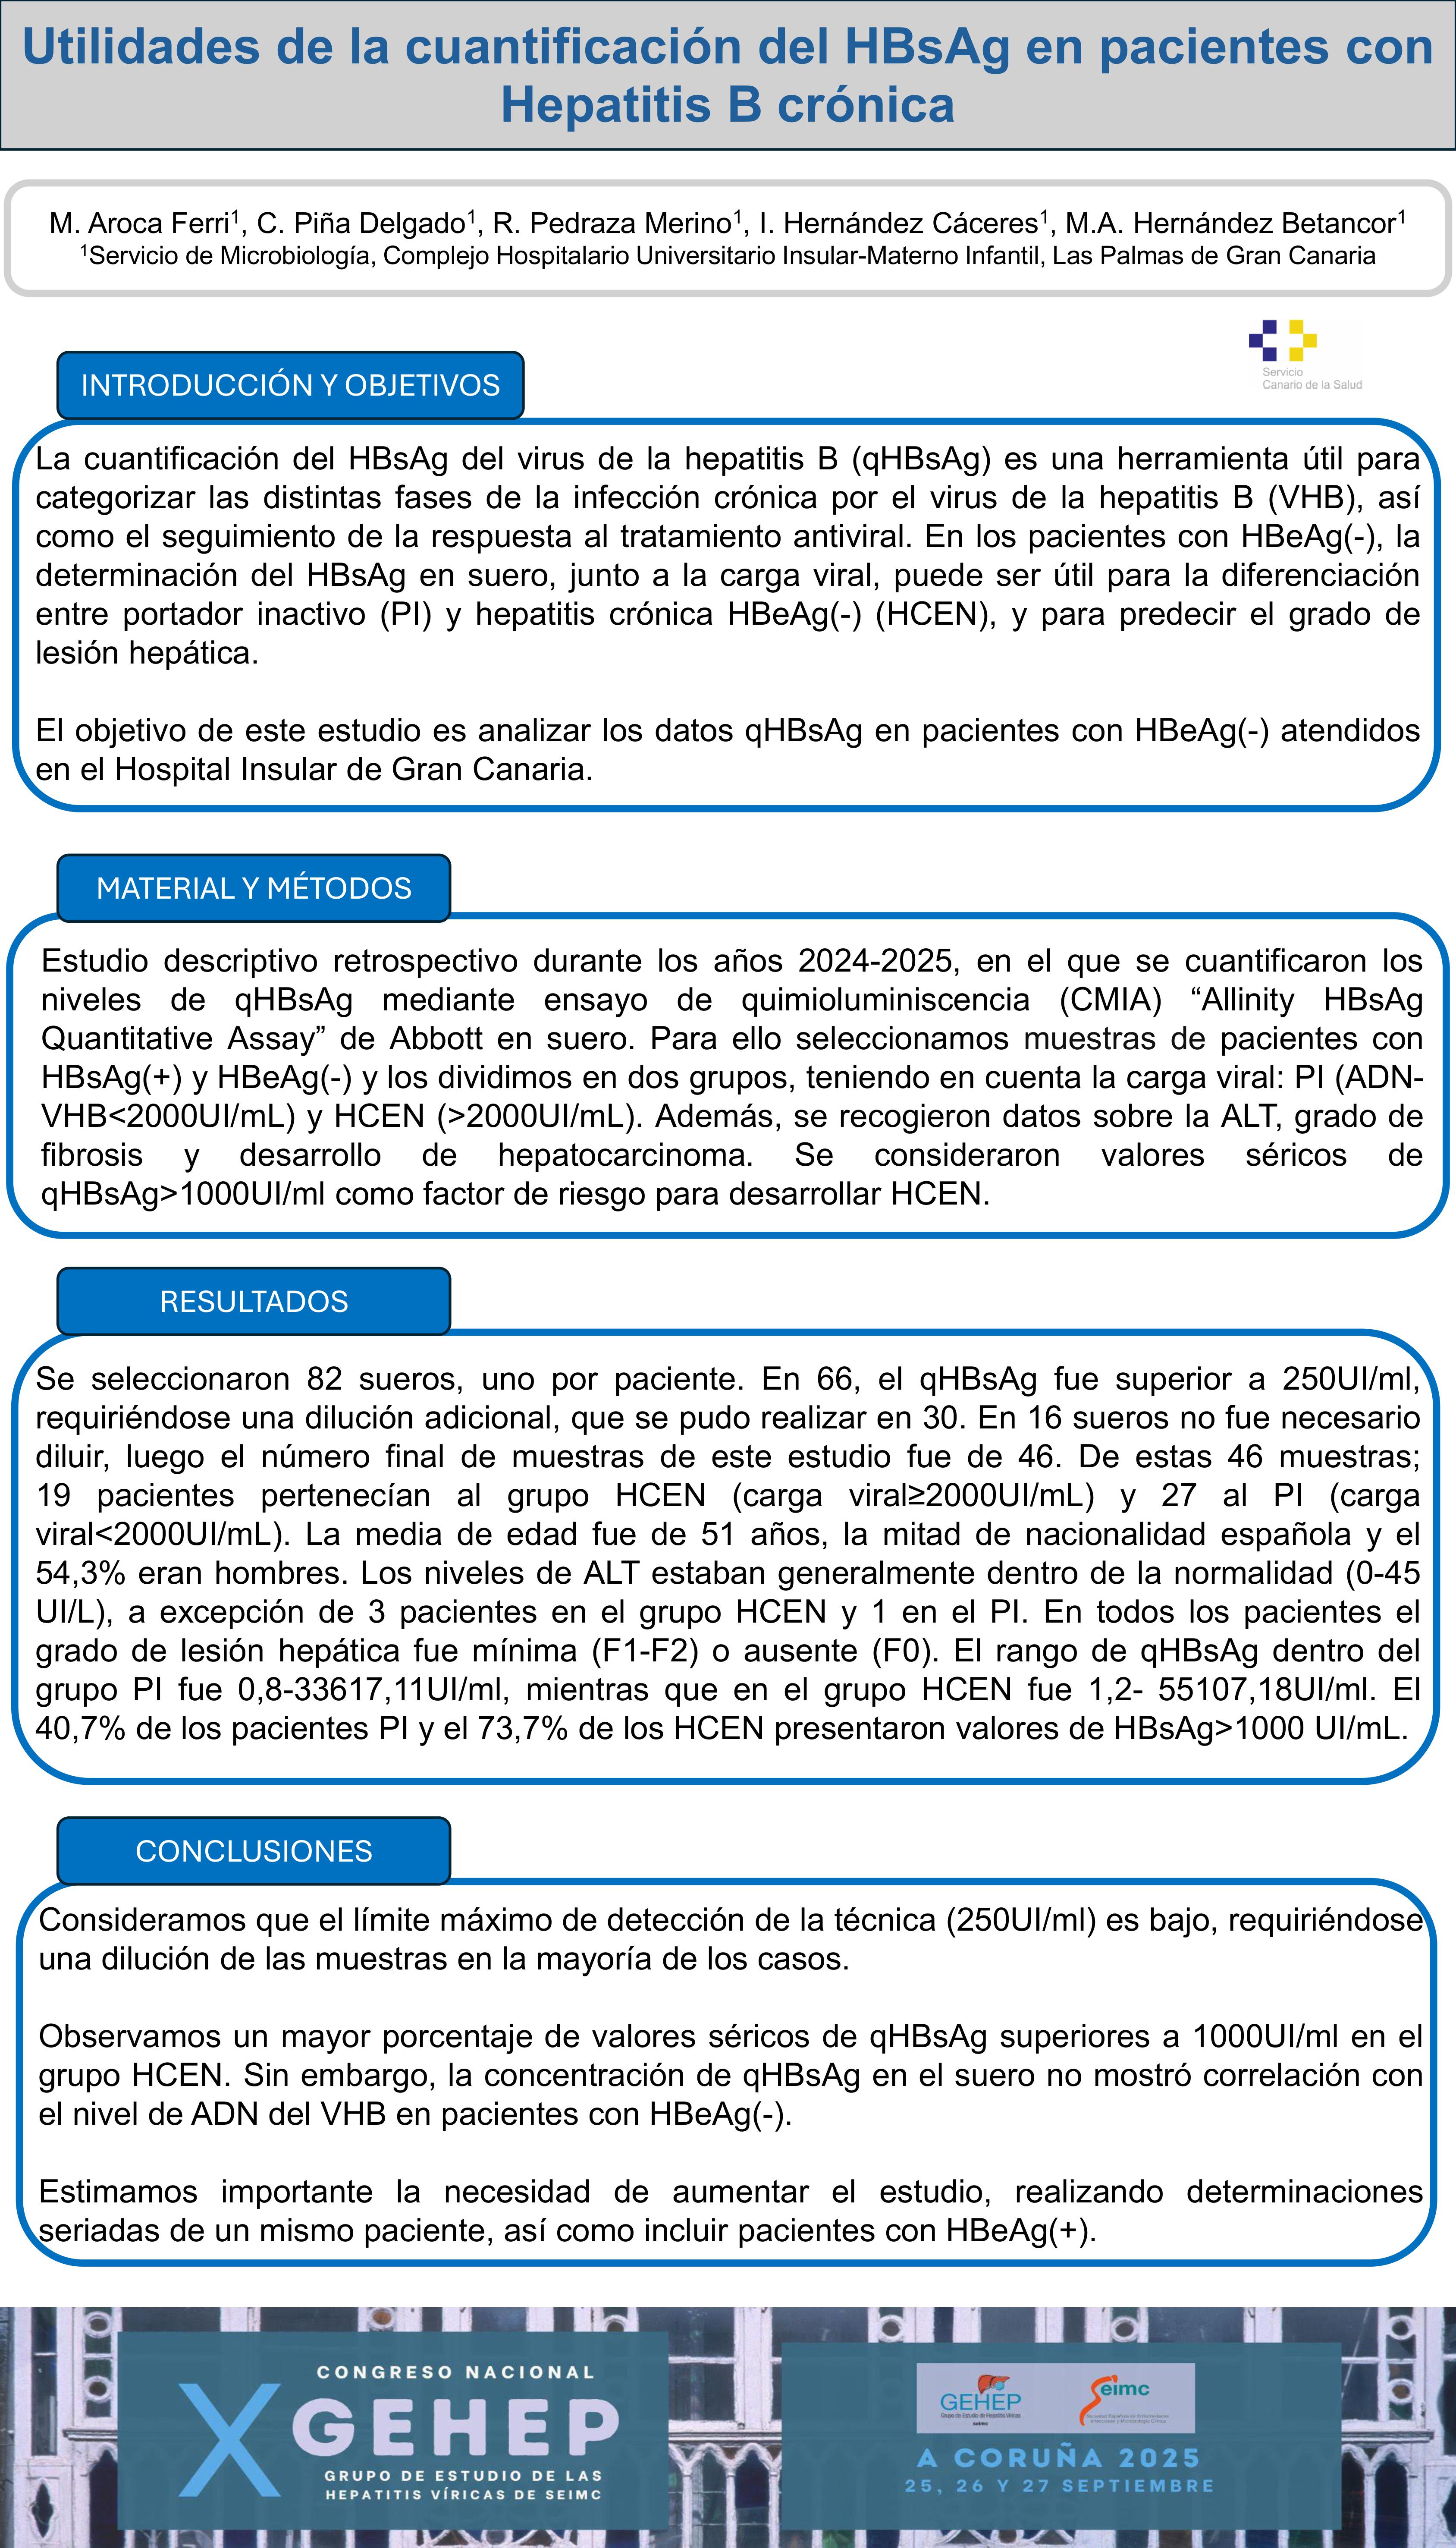 Utilidades de la cuantificación del HBsAg en pacientes con
Hepatitis B crónica
M. Aroca Ferri¹, C. Piña Delgado¹, R. Pedraza Merino¹, I. Hernández Cáceres¹, M.A. Hernández Betancor¹
¹Servicio de Microbiología, Complejo Hospitalario Universitario Insular-Materno Infantil, Las Palmas de Gran Canaria
Servicio
Canario de la Salud
INTRODUCCIÓN Y OBJETIVOS
La cuantificación del HBsAg del virus de la hepatitis B (qHBsAg) es una herramienta útil para
categorizar las distintas fases de la infección crónica por el virus de la hepatitis B (VHB), así
como el seguimiento de la respuesta al tratamiento antiviral. En los pacientes con HBeAg(-), la
determinación del HBsAg en suero, junto a la carga viral, puede ser útil para la diferenciación
entre portador inactivo (PI) y hepatitis crónica HBeAg(-) (HCEN), y para predecir el grado de
lesión hepática.
El objetivo de este estudio es analizar los datos qHBsAg en pacientes con HBeAg(-) atendidos
en el Hospital Insular de Gran Canaria.
MATERIAL Y MÉTODOS
Estudio descriptivo retrospectivo durante los años 2024-2025, en el que se cuantificaron los
niveles de qHBsAg mediante ensayo de quimioluminiscencia (CMIA) “Allinity HBsAg
Quantitative Assay” de Abbott en suero. Para ello seleccionamos muestras de pacientes con
HBsAg(+) y HBeAg(-) y los dividimos en dos grupos, teniendo en cuenta la carga viral: PI (ADN-
VHB<2000UI/mL) y HCEN (>2000UI/mL). Además, se recogieron datos sobre la ALT, grado de
fibrosis y desarrollo de hepatocarcinoma. Se consideraron valores séricos de
qHBsAg>1000UI/ml como factor de riesgo para desarrollar HCEN.
RESULTADOS
Se seleccionaron 82 sueros, uno por paciente. En 66, el qHBsAg fue superior a 250UI/ml,
requiriéndose una dilución adicional, que se pudo realizar en 30. En 16 sueros no fue necesario
diluir, luego el número final de muestras de este estudio fue de 46. De estas 46 muestras;
19 pacientes pertenecían al grupo HCEN (carga viral≥2000UI/mL) y 27 al PI (carga
viral<2000UI/mL). La media de edad fue de 51 años, la mitad de nacionalidad española y el
54,3% eran hombres. Los niveles de ALT estaban generalmente dentro de la normalidad (0-45
UI/L), a excepción de 3 pacientes en el grupo HCEN y 1 en el PI. En todos los pacientes el
grado de lesión hepática fue mínima (F1-F2) o ausente (F0). El rango de qHBsAg dentro del
grupo PI fue 0,8-33617,11UI/ml, mientras que en el grupo HCEN fue 1,2- 55107,18UI/ml. El
40,7% de los pacientes PI y el 73,7% de los HCEN presentaron valores de HBsAg>1000 UI/mL.
CONCLUSIONES
Consideramos que el límite máximo de detección de la técnica (250UI/ml) es bajo, requiriéndose
una dilución de las muestras en la mayoría de los casos.
Observamos un mayor porcentaje de valores séricos de qHBsAg superiores a 1000UI/ml en el
grupo HCEN. Sin embargo, la concentración de qHBsAg en el suero no mostró correlación con
el nivel de ADN del VHB en pacientes con HBeAg(-).
Estimamos importante la necesidad de aumentar el estudio, realizando determinaciones
seriadas de un mismo paciente, así como incluir pacientes con HBeAg(+).
CONGRESO NACIONAL
X GEHEP
GRUPO DE ESTUDIO DE LAS
HEPATITIS VÍRICAS DE SEIMC
GEHEP
Grupo de Estudio de Hepatitis Víricas
Seimc
Sociedad Española de Enfermedades
Infecciosas y Microbiología Clínica
A CORUÑA 2025
25, 26 Y 27 SEPTIEMBRE